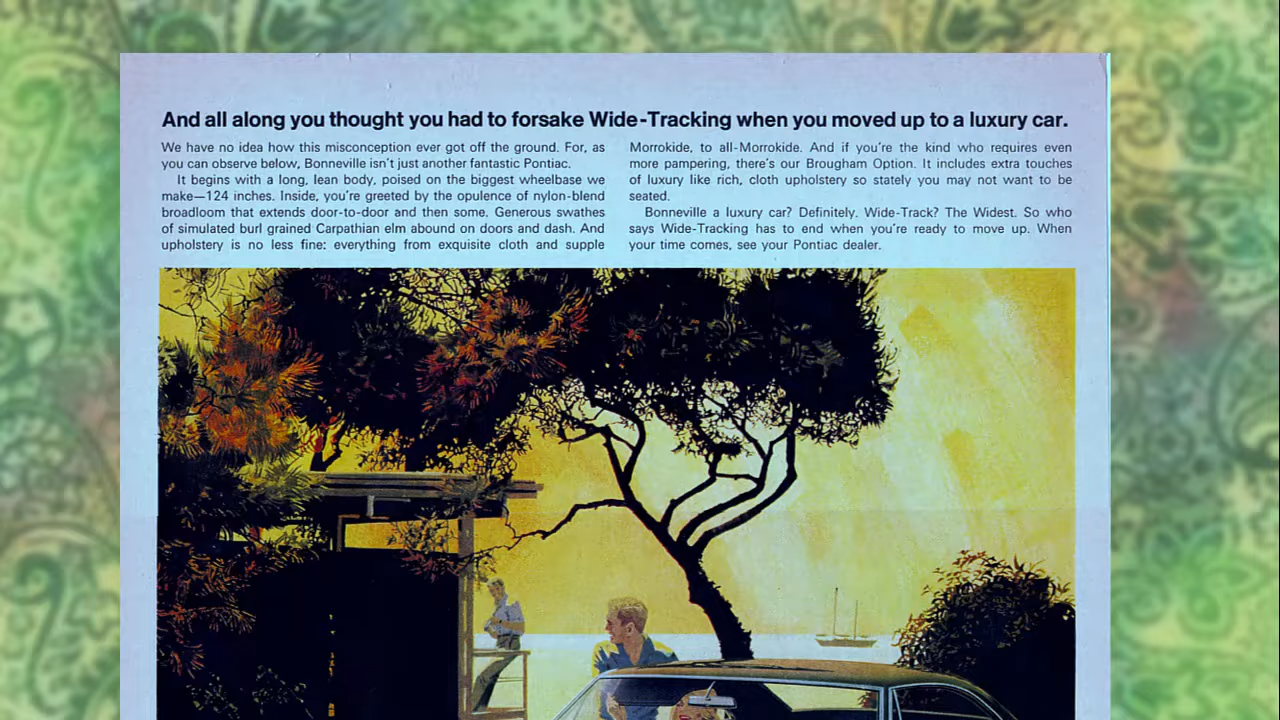 And all along you thought you had to forsake Wide-Tracking when you moved up to a luxury car.
We have no idea how this misconception ever got off the ground. For, as
you can observe below, Bonneville isn't just another fantastic Pontiac.
It begins with a long, lean body, poised on the biggest wheelbase we
make—124 inches. Inside, you're greeted by the opulence of nylon-blend
broadloom that extends door-to-door and then some. Generous swathes
of simulated burl grained Carpathian elm abound on doors and dash. And
upholstery is no less fine: everything from exquisite cloth and supple
Morrokide, to all-Morrokide. And if you're the kind who requires even
more pampering, there's our Brougham Option. It includes extra touches
of luxury like rich, cloth upholstery so stately you may not want to be
seated.
Bonneville a luxury car? Definitely. Wide-Track? The Widest. So who
says Wide-Tracking has to end when you're ready to move up. When
your time comes, see your Pontiac dealer.